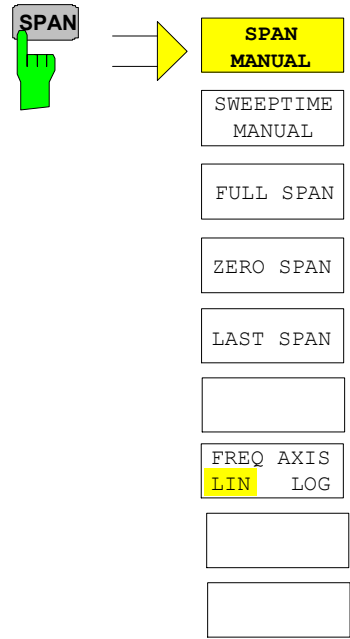 SPAN
SPAN
MANUAL
SWEEPTIME
MANUAL
FULL SPAN
ZERO SPAN
LAST SPAN
FREQ AXIS
LIN LOG